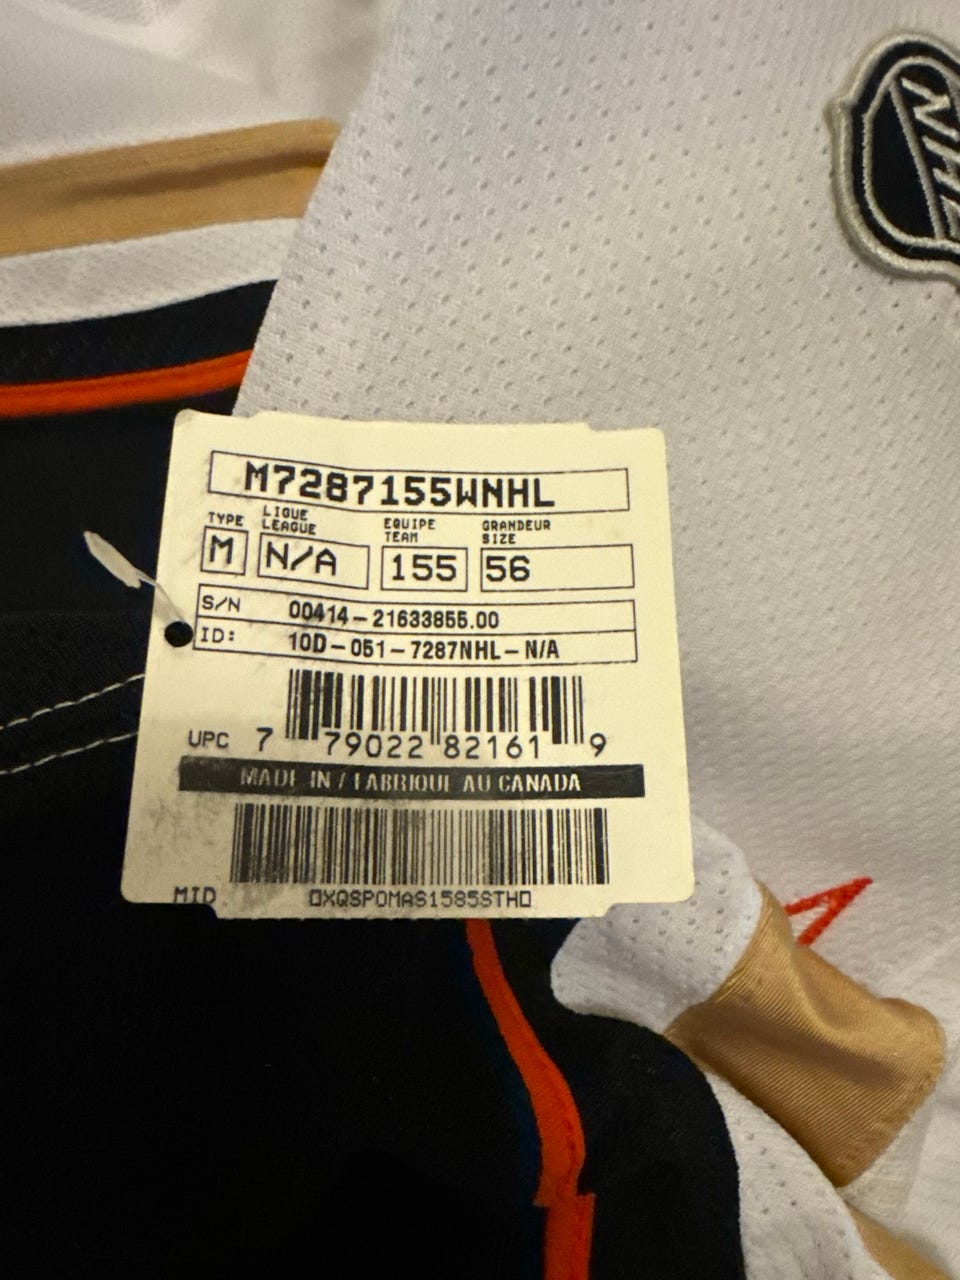 NHL
M7287155WNHL
TYPE LIGUE LEAGUE EQUIPE TEAM GRANDEUR SIZE
M N/A 155 56
S/N 00414-21633855.00
ID: 10D-051-7287NHL-N/A
UPC 7 79022 82161 9
MADE IN / FABRIQUE AU CANADA
MID XQSPOMAS1585STH